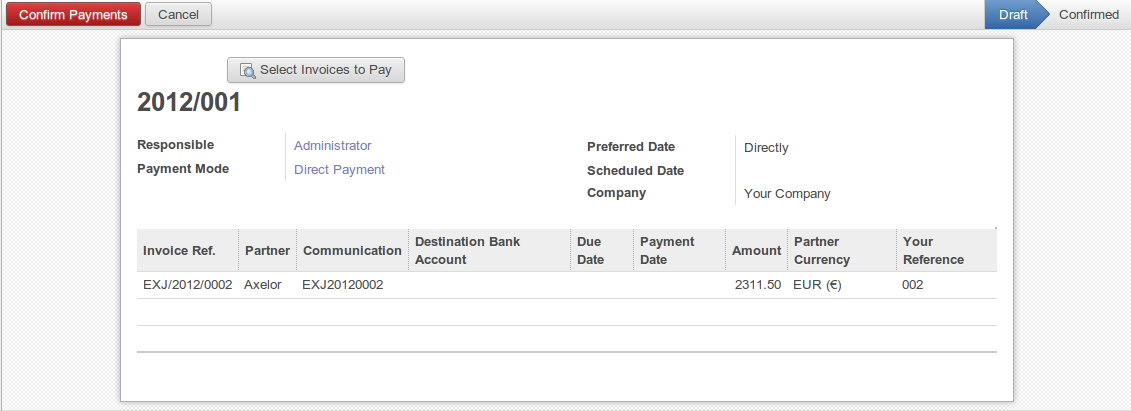 Confirm Payments Cancel Draft Confirmed
Select Invoices to Pay
2012/001
Responsible Administrator
Payment Mode Direct Payment
Preferred Date Directly
Scheduled Date
Company Your Company
Invoice Ref. Partner Communication Destination Bank Account Due Date Payment Date Amount Partner Currency Your Reference
EXJ/2012/0002 Axelor EXJ20120002 2311.50 EUR (€) 002